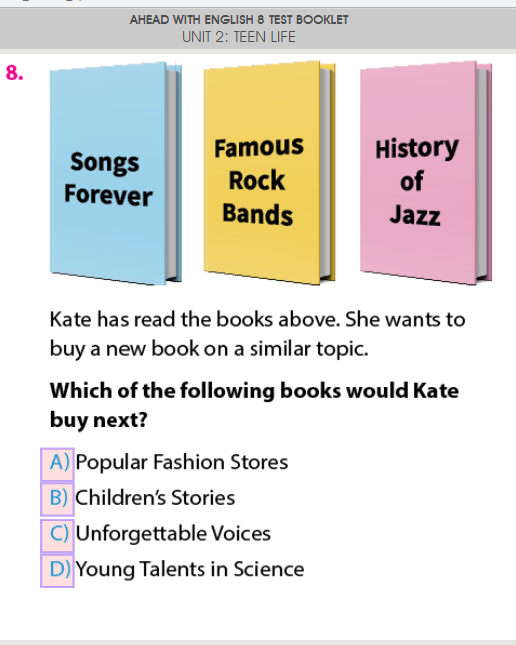 AHEAD WITH ENGLISH 8 TEST BOOKLET
UNIT 2: TEEN LIFE
8.
Songs
Forever
Famous
Rock
Bands
History
of
Jazz
Kate has read the books above. She wants to
buy a new book on a similar topic.
Which of the following books would Kate
buy next?
A) Popular Fashion Stores
B) Children's Stories
C) Unforgettable Voices
D) Young Talents in Science